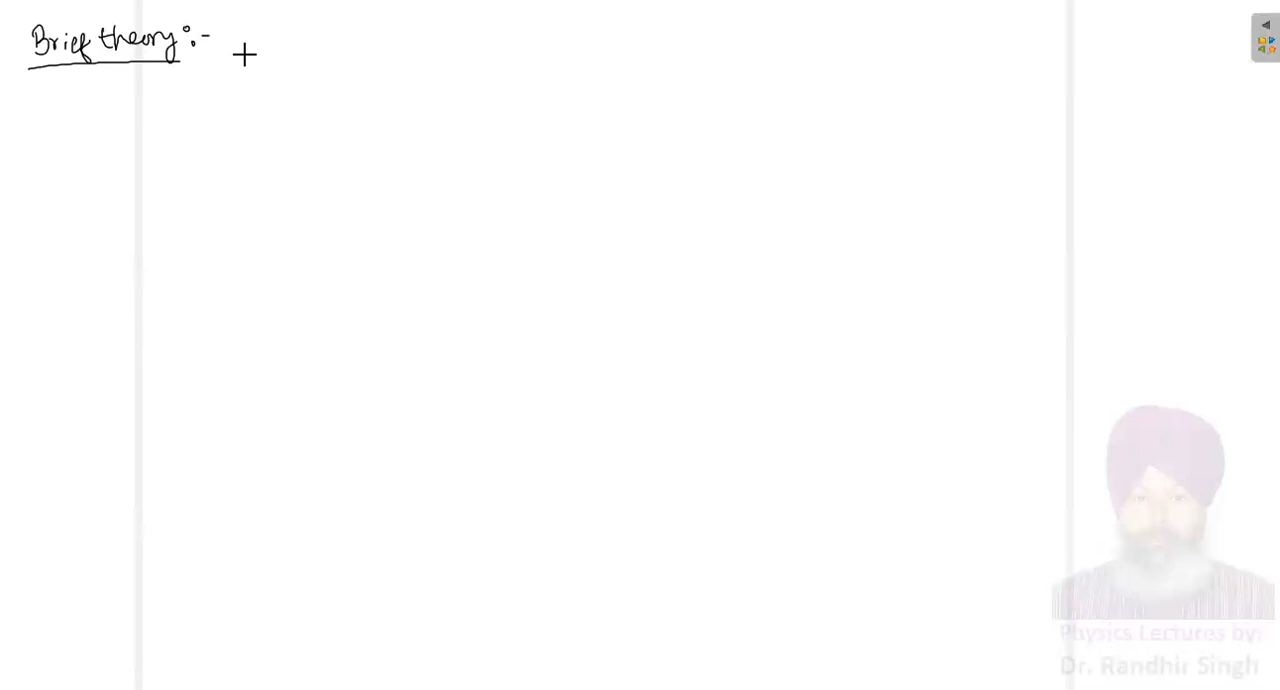 Brief theory :-
Physics Lectures by:
Dr. Randhir Singh